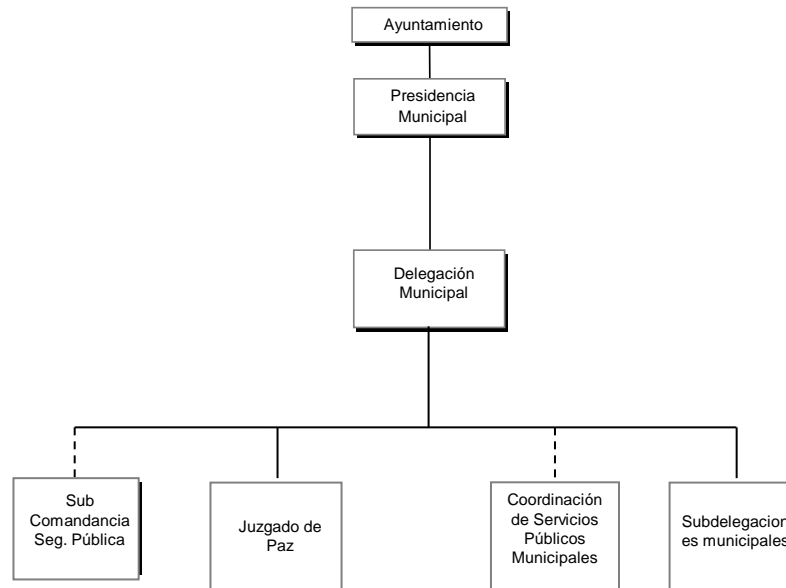 Ayuntamiento
Presidencia
Municipal
Delegación
Municipal
Sub
Comandancia
Seg. Pública
Juzgado de
Paz
Coordinación
de Servicios
Públicos
Municipales
Subdelegacion
es municipales